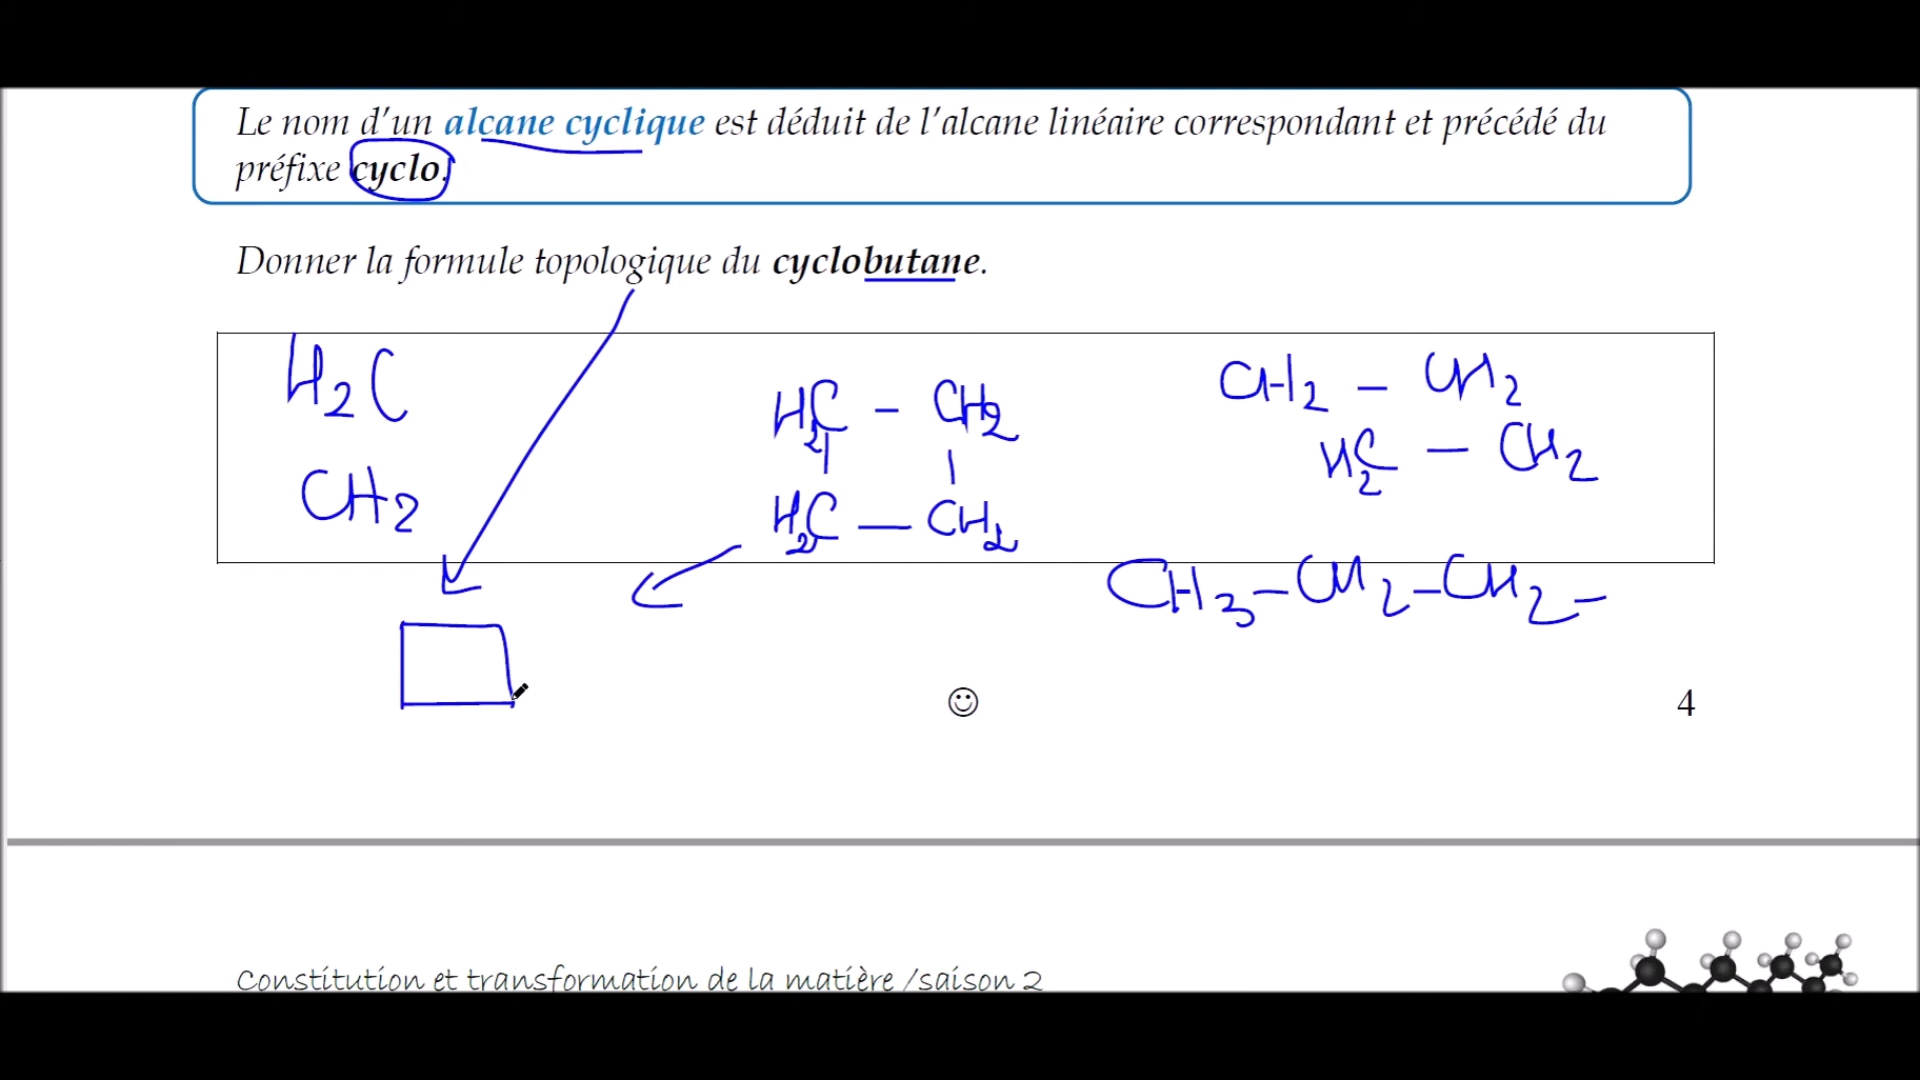 Le nom d'un alcane cyclique est déduit de l'alcane linéaire correspondant et précédé du
préfixe cyclo.
Donner la formule topologique du cyclobutane.
H2C
CH2
H2C – CH2
H2C — CH2
CH2 – CH2
H2C – CH2
CH3–CH2–CH2–
4
Constitution et transformation de la matière /saison 2